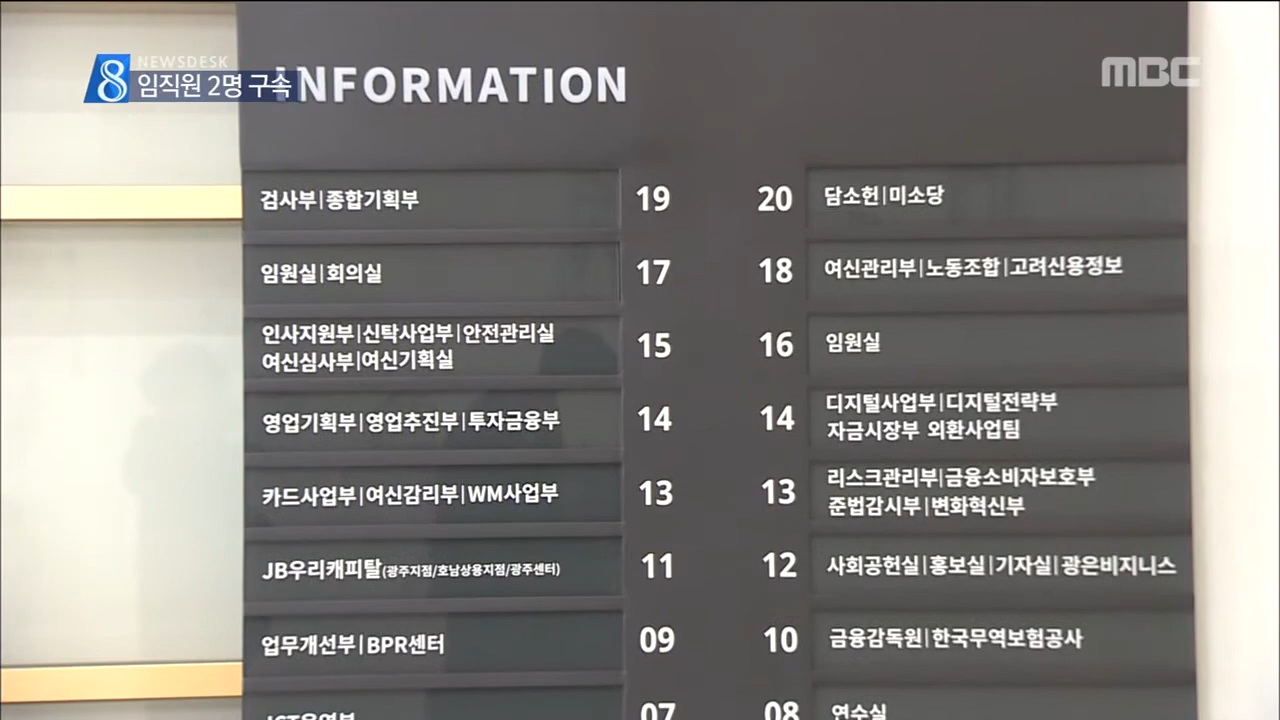 NEWSDESK
8 임직원 2명 구속
MBC
INFORMATION
검사부|종합기획부 19
20 담소헌|미소당
임원실|회의실 17
18 여신관리부|노동조합|고려신용정보
인사지원부|신탁사업부|안전관리실
여신심사부|여신기획실
15
16 임원실
영업기획부|영업추진부|투자금융부 14
14
디지털사업부|디지털전략부
자금시장부 외환사업팀
카드사업부|여신감리부|WM사업부 13
13
리스크관리부|금융소비자보호부
준법감시부|변화혁신부
JB우리캐피탈(광주지점/호남상용지점/광주센터) 11
12 사회공헌실|홍보실|기자실|광은비지니스
업무개선부|BPR센터 09
10 금융감독원|한국무역보험공사
07
08 연수실